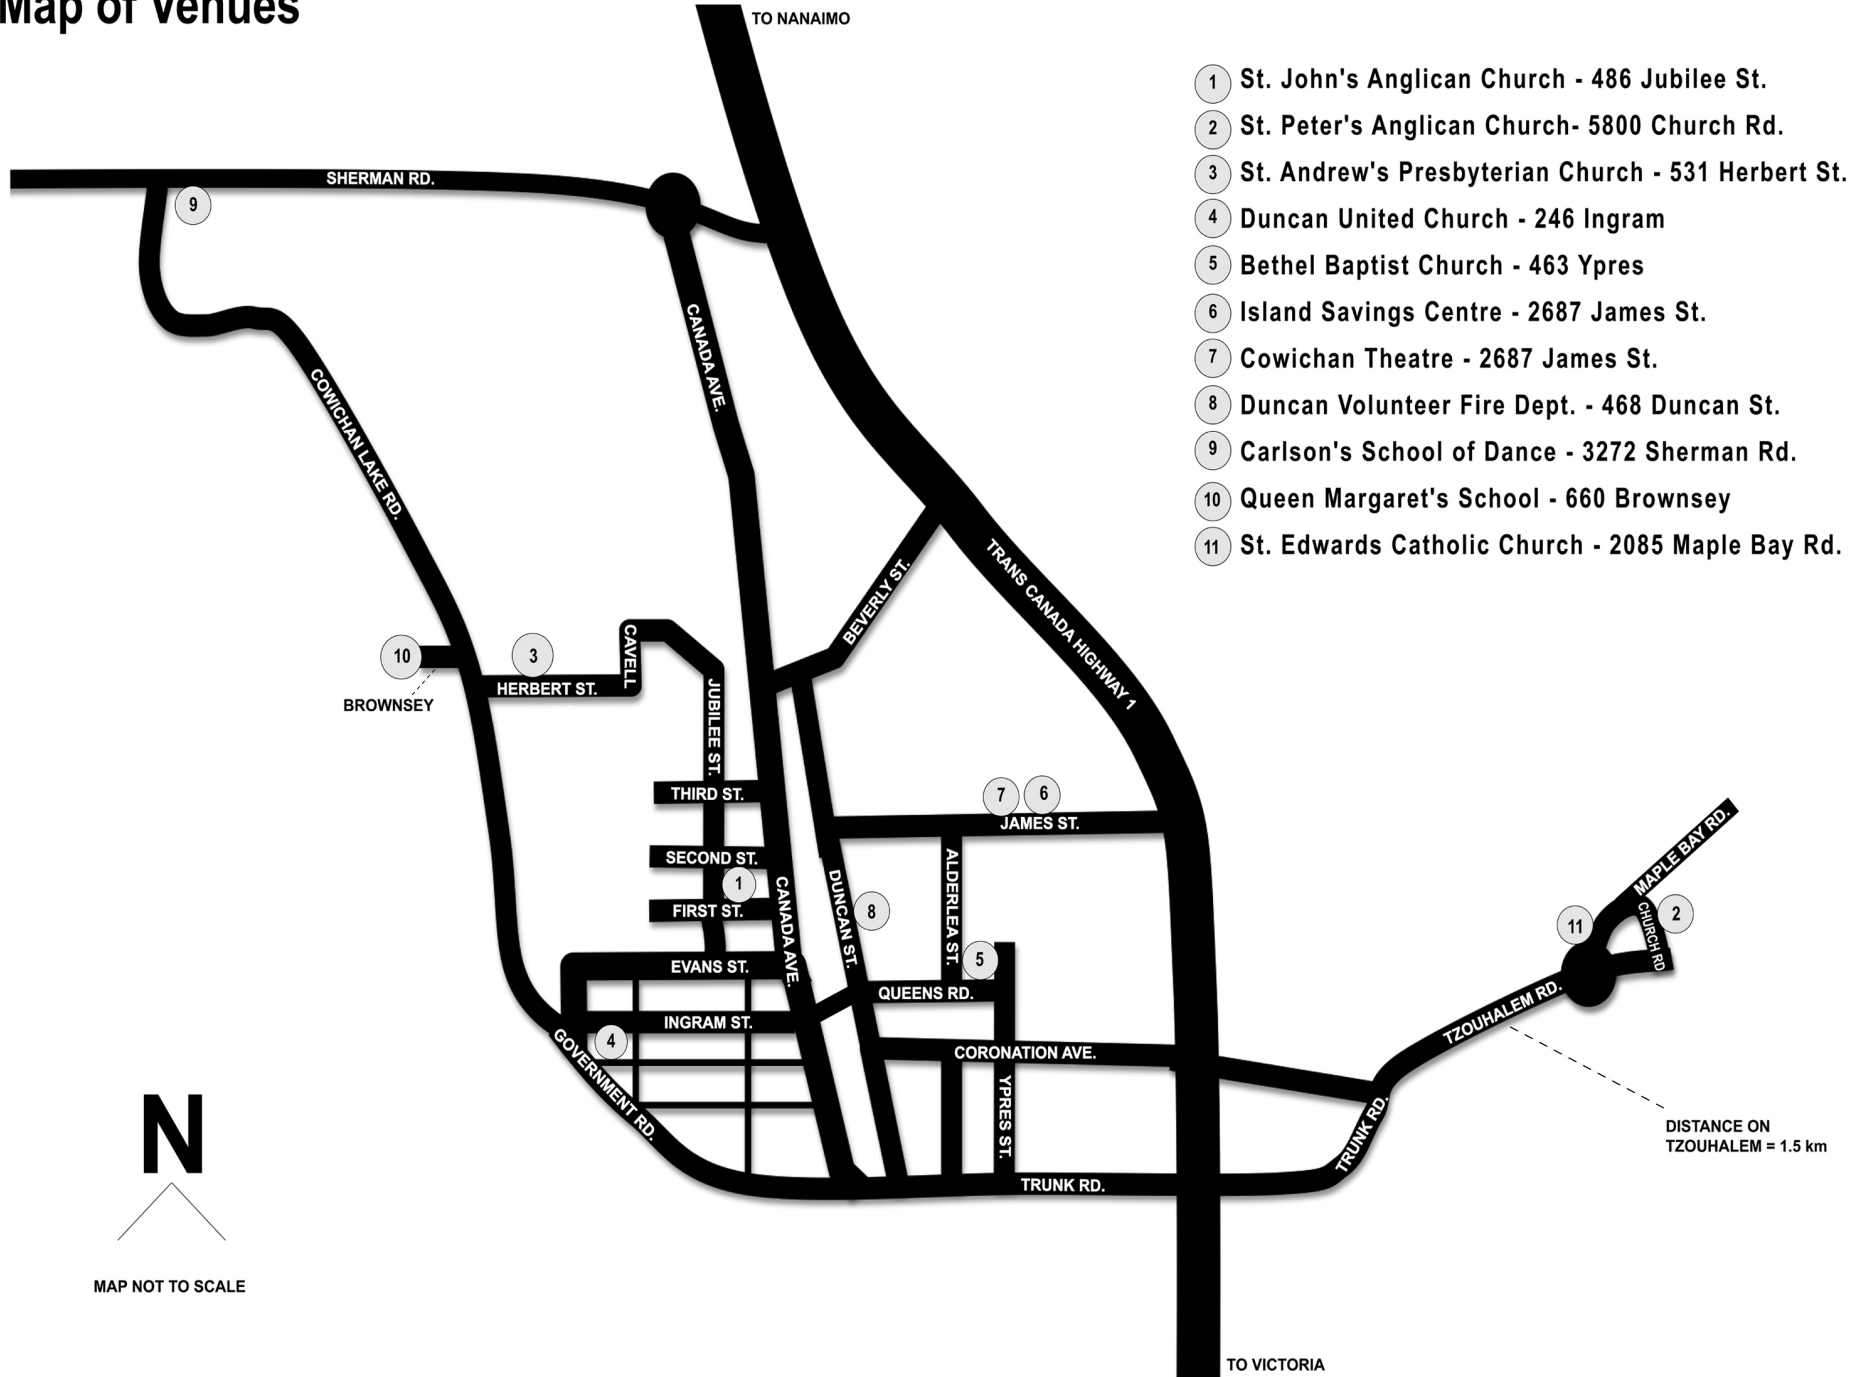 Map of Venues
TO NANAIMO
1 St. John's Anglican Church - 486 Jubilee St.
2 St. Peter's Anglican Church- 5800 Church Rd.
3 St. Andrew's Presbyterian Church - 531 Herbert St.
4 Duncan United Church - 246 Ingram
5 Bethel Baptist Church - 463 Ypres
6 Island Savings Centre - 2687 James St.
7 Cowichan Theatre - 2687 James St.
8 Duncan Volunteer Fire Dept. - 468 Duncan St.
9 Carlson's School of Dance - 3272 Sherman Rd.
10 Queen Margaret's School - 660 Brownsey
11 St. Edwards Catholic Church - 2085 Maple Bay Rd.
SHERMAN RD.
9
CANADA AVE.
COWICHAN LAKE RD.
TRANS CANADA HIGHWAY 1
BEVERLY ST.
10
BROWNSEY
3
HERBERT ST.
CAVELL
JUBILEE ST.
THIRD ST.
SECOND ST.
1
FIRST ST.
CANADA AVE.
DUNCAN ST.
8
7
6
JAMES ST.
ALDERLEA ST.
5
EVANS ST.
QUEENS RD.
INGRAM ST.
4
GOVERNMENT RD.
CORONATION AVE.
YPRES ST.
TRUNK RD.
TRUNK RD.
TZOUHALEM RD.
11
MAPLE BAY RD.
CHURCH RD
2
DISTANCE ON
TZOUHALEM = 1.5 km
N
MAP NOT TO SCALE
TO VICTORIA